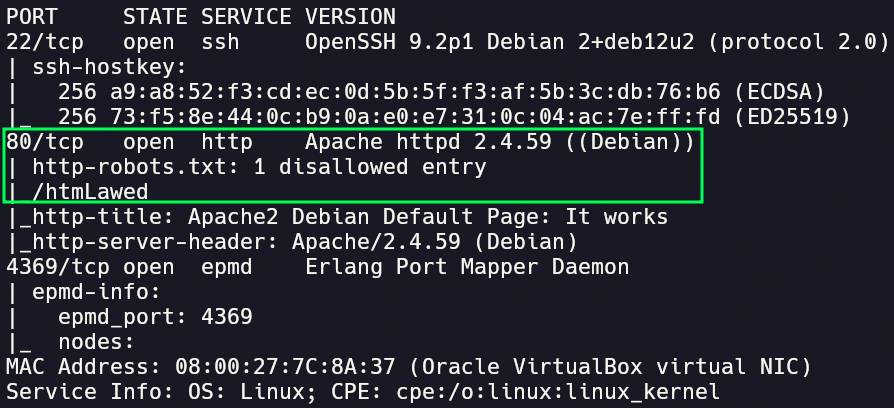 PORT     STATE SERVICE VERSION
22/tcp   open  ssh     OpenSSH 9.2p1 Debian 2+deb12u2 (protocol 2.0)
| ssh-hostkey:
|   256 a9:a8:52:f3:cd:ec:0d:5b:5f:f3:af:5b:3c:db:76:b6 (ECDSA)
|_  256 73:f5:8e:44:0c:b9:0a:e0:e7:31:0c:04:ac:7e:ff:fd (ED25519)
80/tcp   open  http    Apache httpd 2.4.59 ((Debian))
| http-robots.txt: 1 disallowed entry
|_/htmLawed
|_http-title: Apache2 Debian Default Page: It works
|_http-server-header: Apache/2.4.59 (Debian)
4369/tcp open  epmd    Erlang Port Mapper Daemon
| epmd-info:
|   epmd_port: 4369
|_  nodes:
MAC Address: 08:00:27:7C:8A:37 (Oracle VirtualBox virtual NIC)
Service Info: OS: Linux; CPE: cpe:/o:linux:linux_kernel